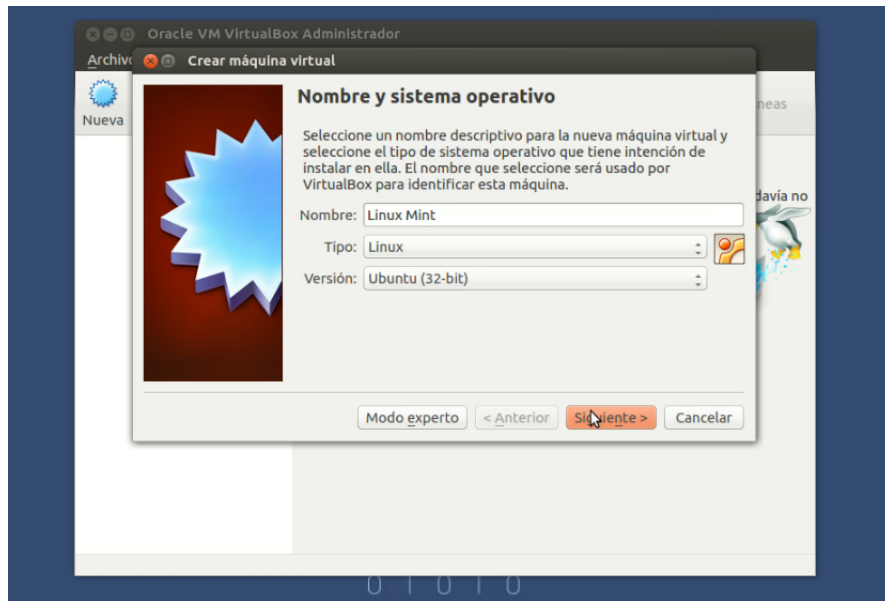 Oracle VM VirtualBox Administrador
Crear máquina virtual
Nueva
Nombre y sistema operativo
Seleccione un nombre descriptivo para la nueva máquina virtual y
seleccione el tipo de sistema operativo que tiene intención de
instalar en ella. El nombre que seleccione será usado por
VirtualBox para identificar esta máquina.
Nombre: Linux Mint
Tipo: Linux
Versión: Ubuntu (32-bit)
Modo experto < Anterior Siguiente > Cancelar
no
01010